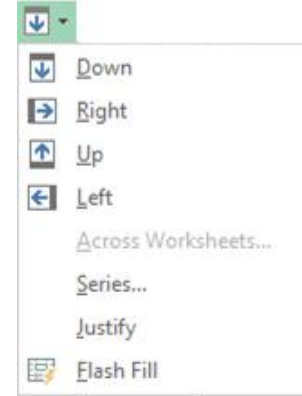 Down
Right
Up
Left
Across Worksheets...
Series...
Justify
Flash Fill